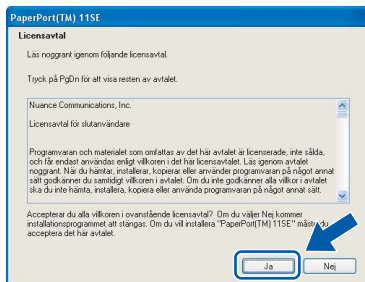 PaperPort(TM) 11SE
Licensavtal
Läs noggrant igenom följande licensavtal.
Tryck på PgDn för att visa resten av avtalet.
Nuance Communications, Inc.
Licensavtal för slutanvändare
Programvaran och materialet som omfattas av det här avtalet är licenserade, inte sålda,
och får endast användas enligt villkoren i det här licensavtalet. Läs igenom avtalet
noggrant. När du hämtar, installerar, kopierar eller använder programvaran på något annat
sätt godkänner du samtidigt villkoren i avtalet. Om du inte godkänner alla villkor i avtalet
ska du inte hämta, installera, kopiera eller använda programvaran på något annat sätt.
Accepterar du alla villkoren i ovanstående licensavtal? Om du väljer Nej kommer
installationsprogrammet att stängas. Om du vill installera "PaperPort(TM) 11SE" måste du
acceptera det här avtalet.
Ja
Nej